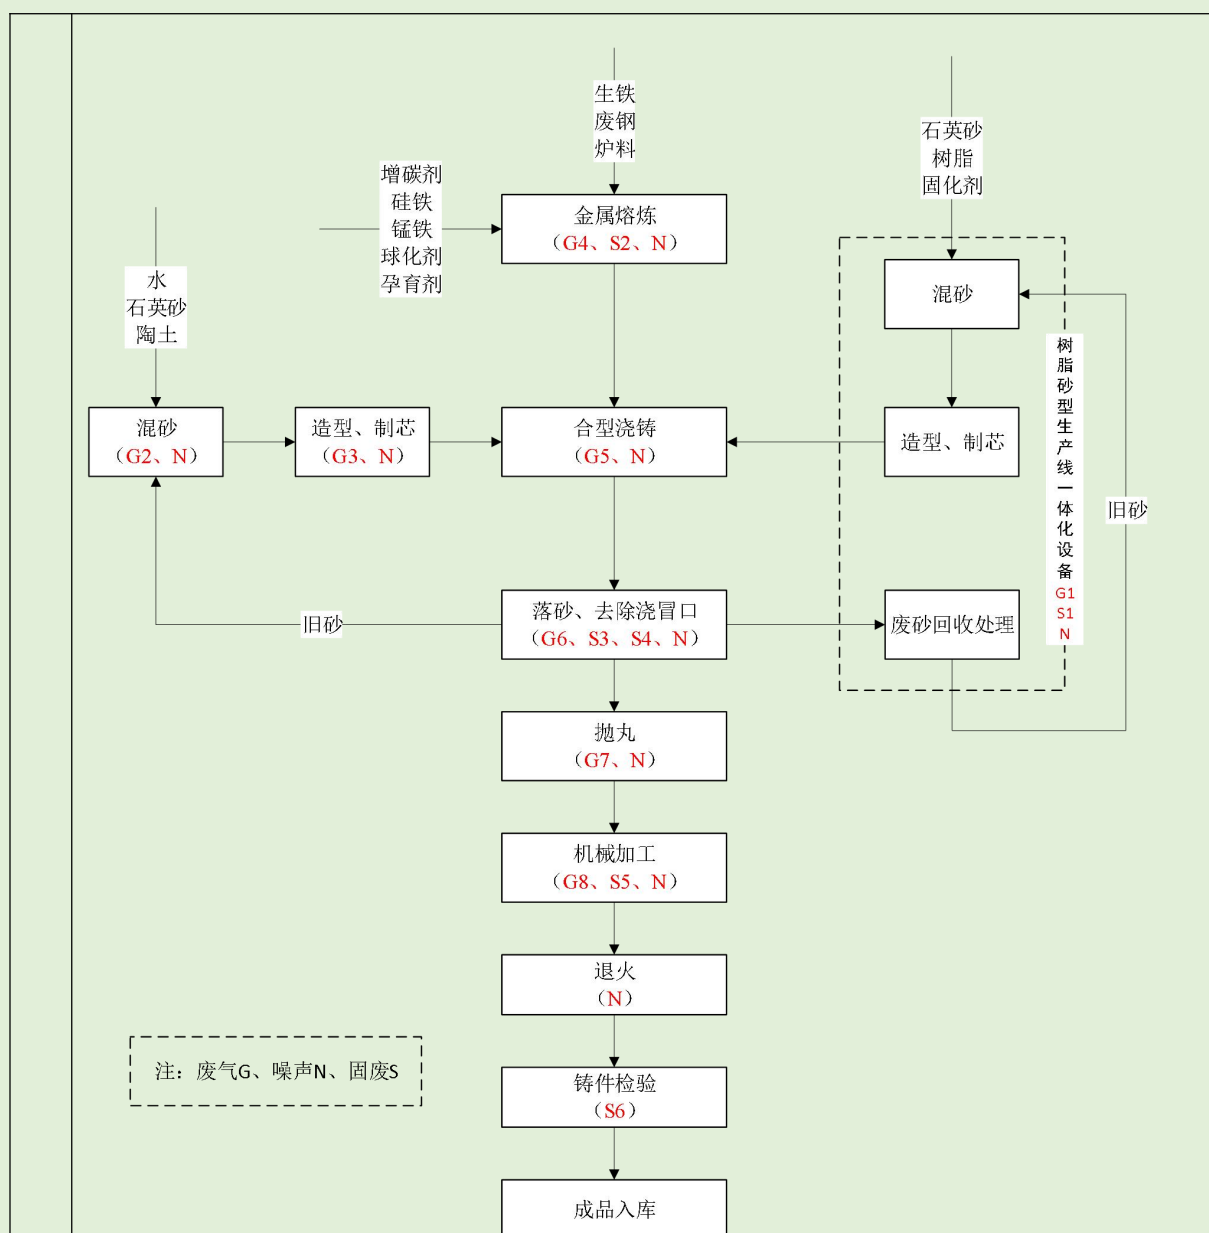 生铁
废钢
炉料
石英砂
树脂
固化剂
增碳剂
硅铁
锰铁
球化剂
孕育剂
金属熔炼
（G4、S2、N）
水
石英砂
陶土
混砂
树脂砂型生产线一体化设备
G1
S1
N
混砂
（G2、N）
造型、制芯
（G3、N）
合型浇铸
（G5、N）
造型、制芯
旧砂
旧砂
落砂、去除浇冒口
（G6、S3、S4、N）
废砂回收处理
抛丸
（G7、N）
机械加工
（G8、S5、N）
退火
（N）
注：废气G、噪声N、固废S
铸件检验
（S6）
成品入库